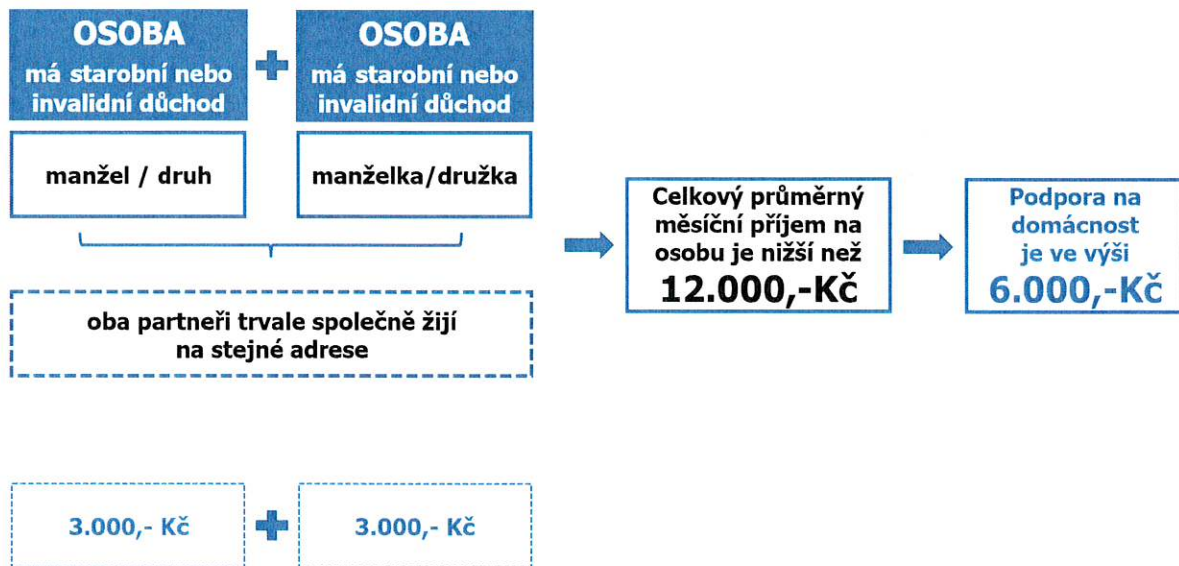 OSOBA
má starobní nebo
invalidní důchod
OSOBA
má starobní nebo
invalidní důchod
manžel / druh
manželka/družka
oba partneři trvale společně žijí
na stejné adrese
Celkový průměrný
měsíční příjem na
osobu je nižší než
12.000,-Kč
Podpora na
domácnost
je ve výši
6.000,-Kč
3.000,- Kč
3.000,- Kč